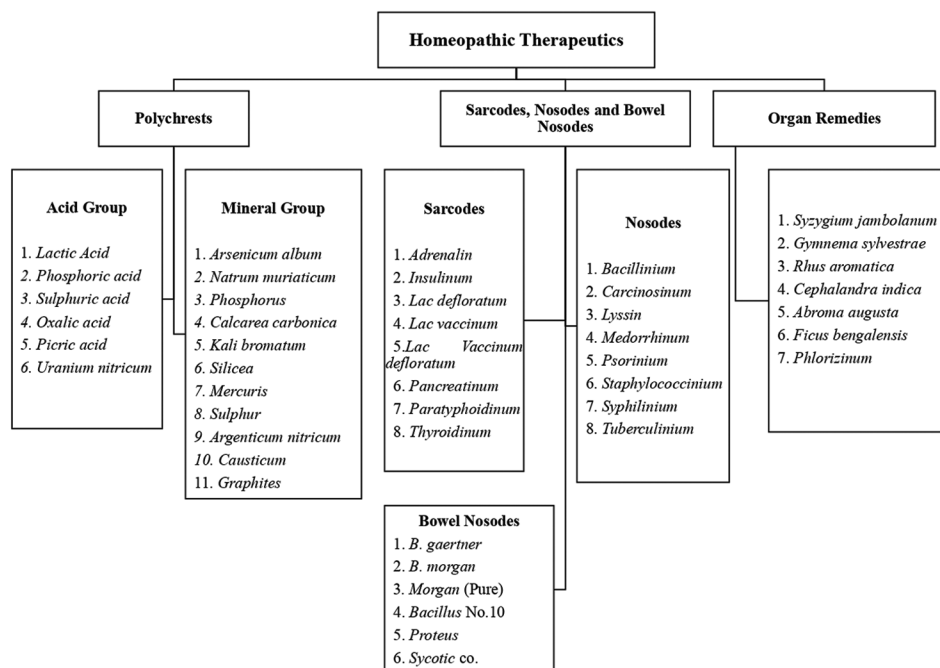 Homeopathic Therapeutics
Polychrests
Sarcodes, Nosodes and Bowel
Nosodes
Organ Remedies
Acid Group
1. Lactic Acid
2. Phosphoric acid
3. Sulphuric acid
4. Oxalic acid
5. Picric acid
6. Uranium nitricum
Mineral Group
1. Arsenicum album
2. Natrum muriaticum
3. Phosphorus
4. Calcarea carbonica
5. Kali bromatum
6. Silicea
7. Mercuris
8. Sulphur
9. Argenticum nitricum
10. Causticum
11. Graphites
Sarcodes
1. Adrenalin
2. Insulinum
3. Lac defloratum
4. Lac vaccinum
5.Lac Vaccinum
defloratum
6. Pancreatinum
7. Paratyphoidinum
8. Thyroidinum
Nosodes
1. Bacillinium
2. Carcinosinum
3. Lyssin
4. Medorrhinum
5. Psorinium
6. Staphylococcinium
7. Syphilinium
8. Tuberculinium
1. Syzygium jambolanum
2. Gymnema sylvestrae
3. Rhus aromatica
4. Cephalandra indica
5. Abroma augusta
6. Ficus bengalensis
7. Phlorizinum
Bowel Nosodes
1. B. gaertner
2. B. morgan
3. Morgan (Pure)
4. Bacillus No.10
5. Proteus
6. Sycotic co.